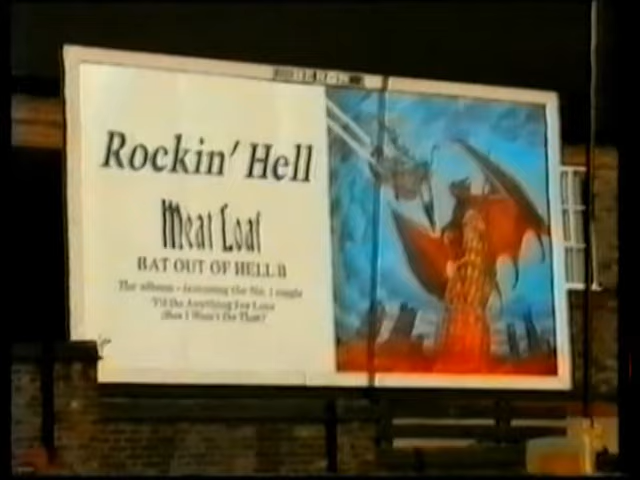 Rockin' Hell
Meat Loaf
BAT OUT OF HELL II
The album - featuring the No. 1 single
'I'd Do Anything For Love
(But I Won't Do That)'